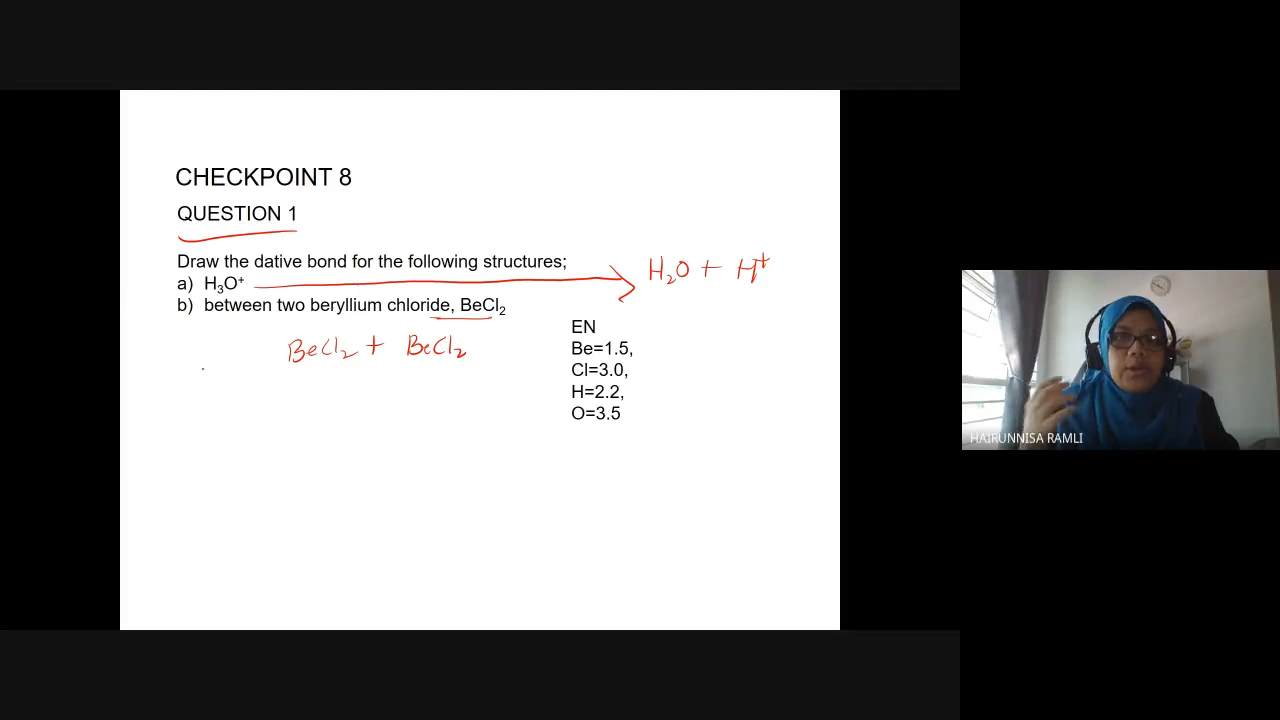 CHECKPOINT 8
QUESTION 1
Draw the dative bond for the following structures;
a) H₃O⁺
H₂O + H⁺
b) between two beryllium chloride, BeCl₂
BeCl₂ + BeCl₂
EN
Be=1.5,
Cl=3.0,
H=2.2,
O=3.5
HAIRUNNISA RAMLI